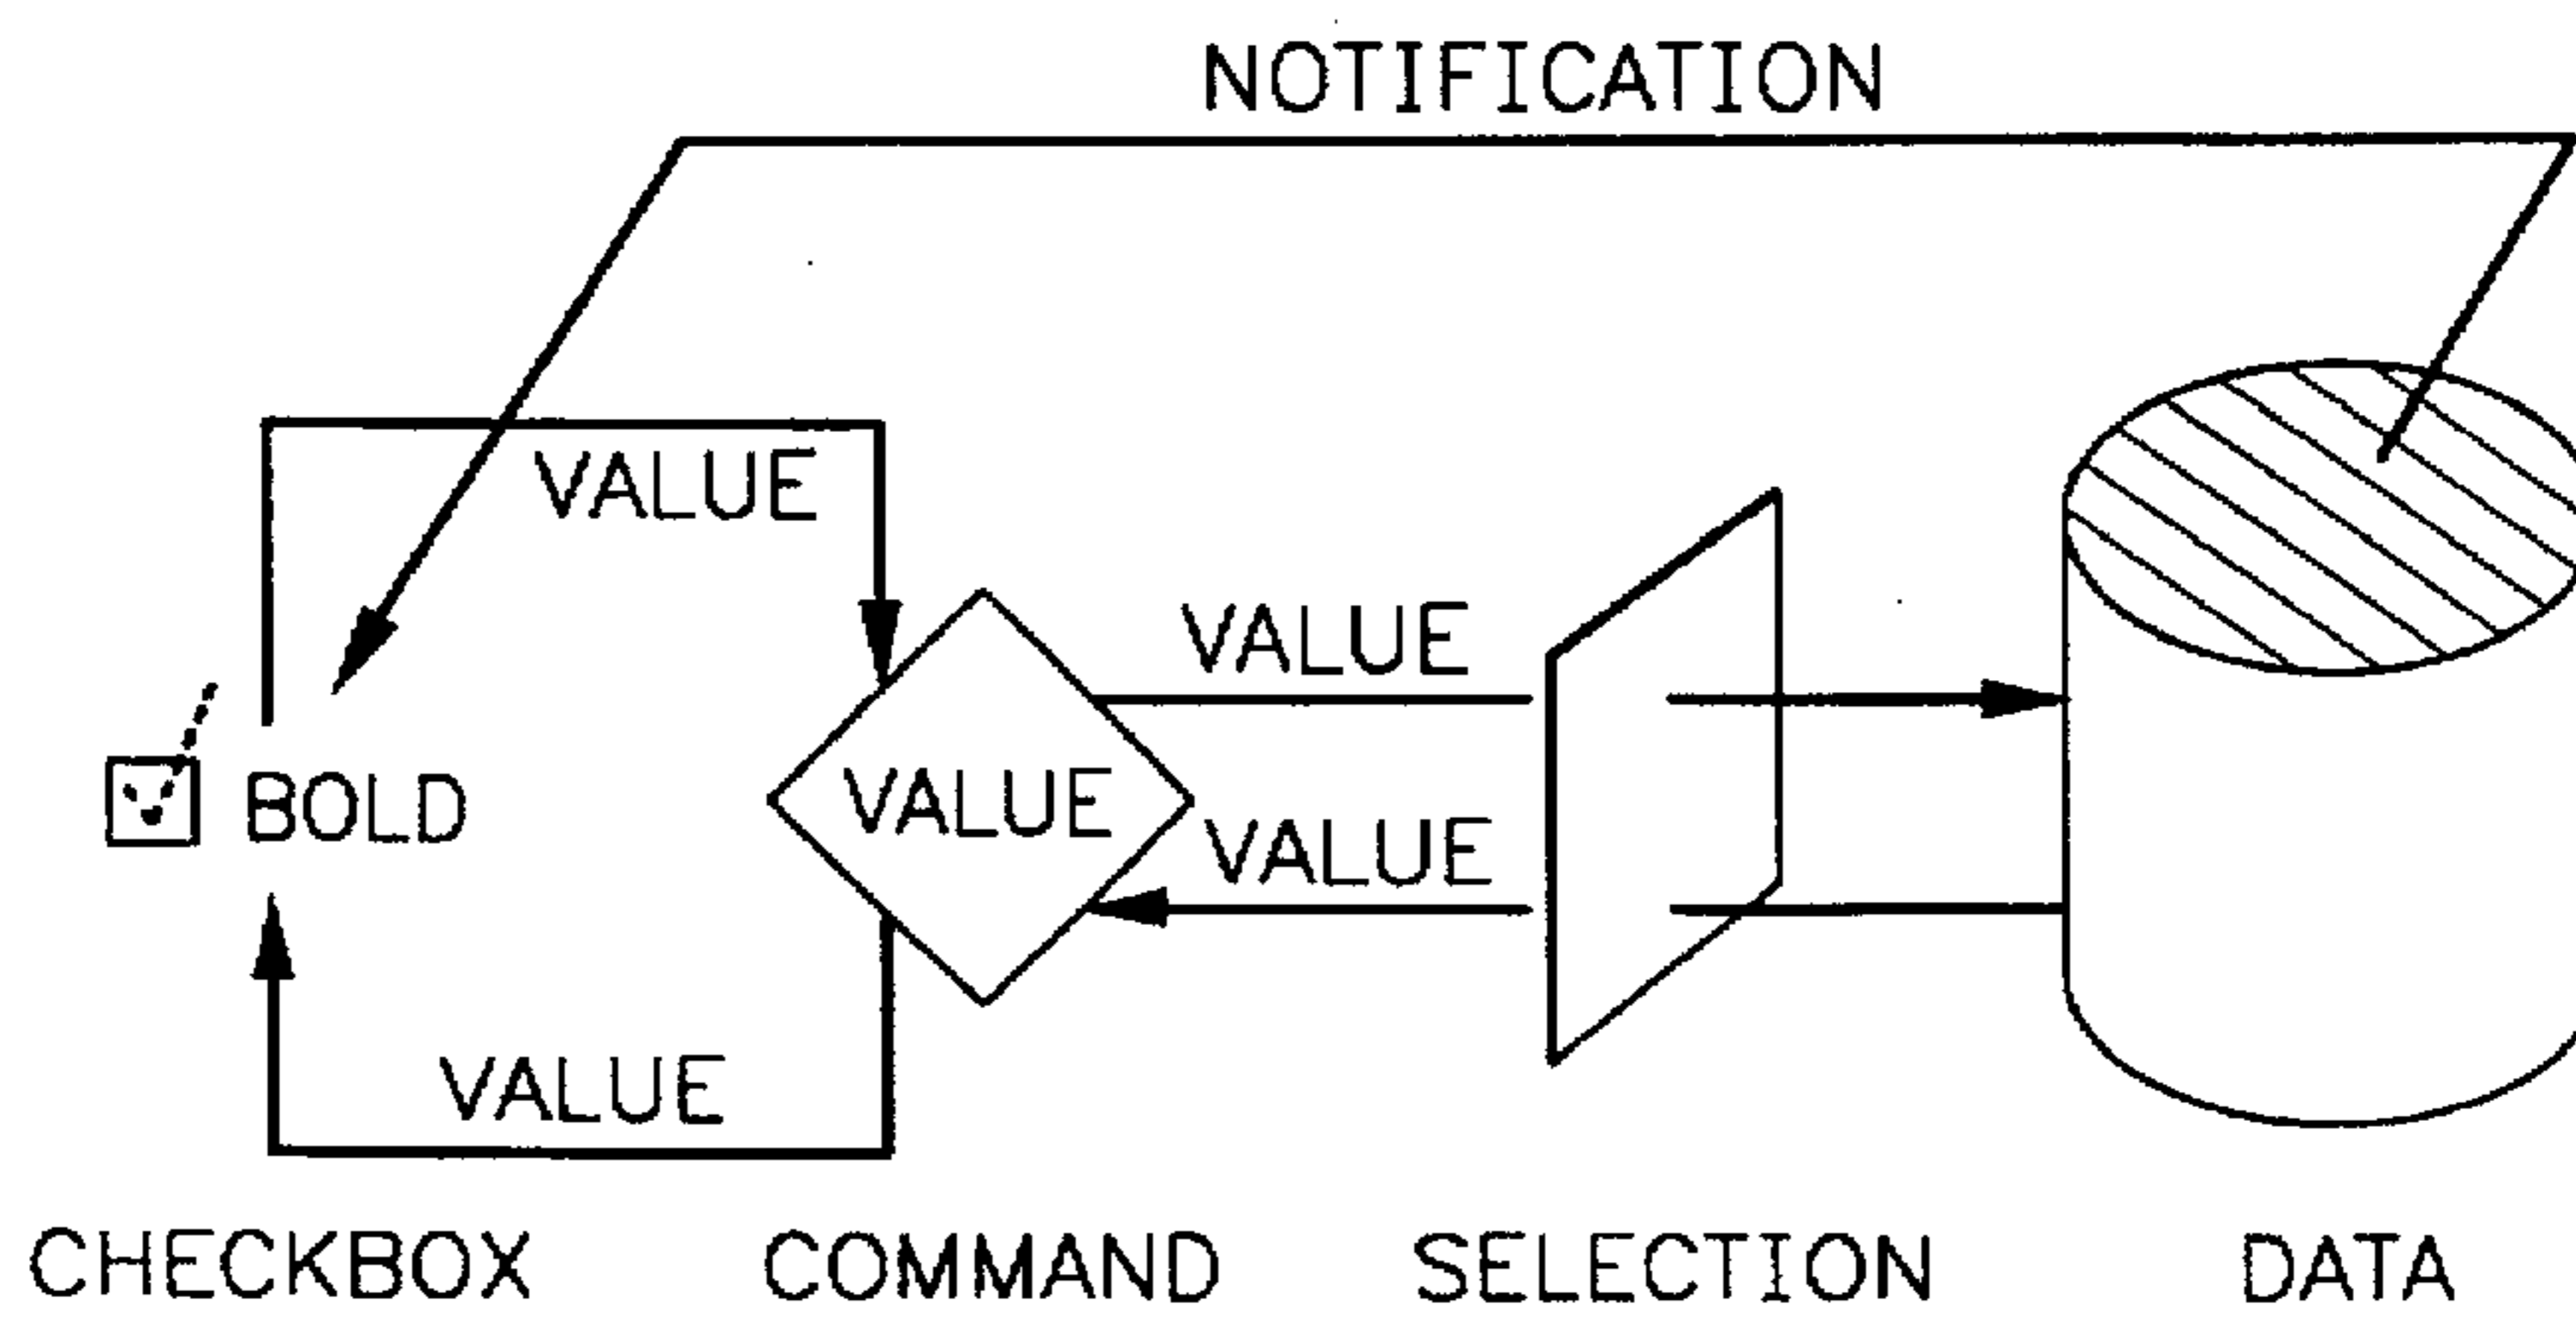 NOTIFICATION
VALUE
VALUE
BOLD
VALUE
VALUE
VALUE
CHECKBOX COMMAND SELECTION DATA